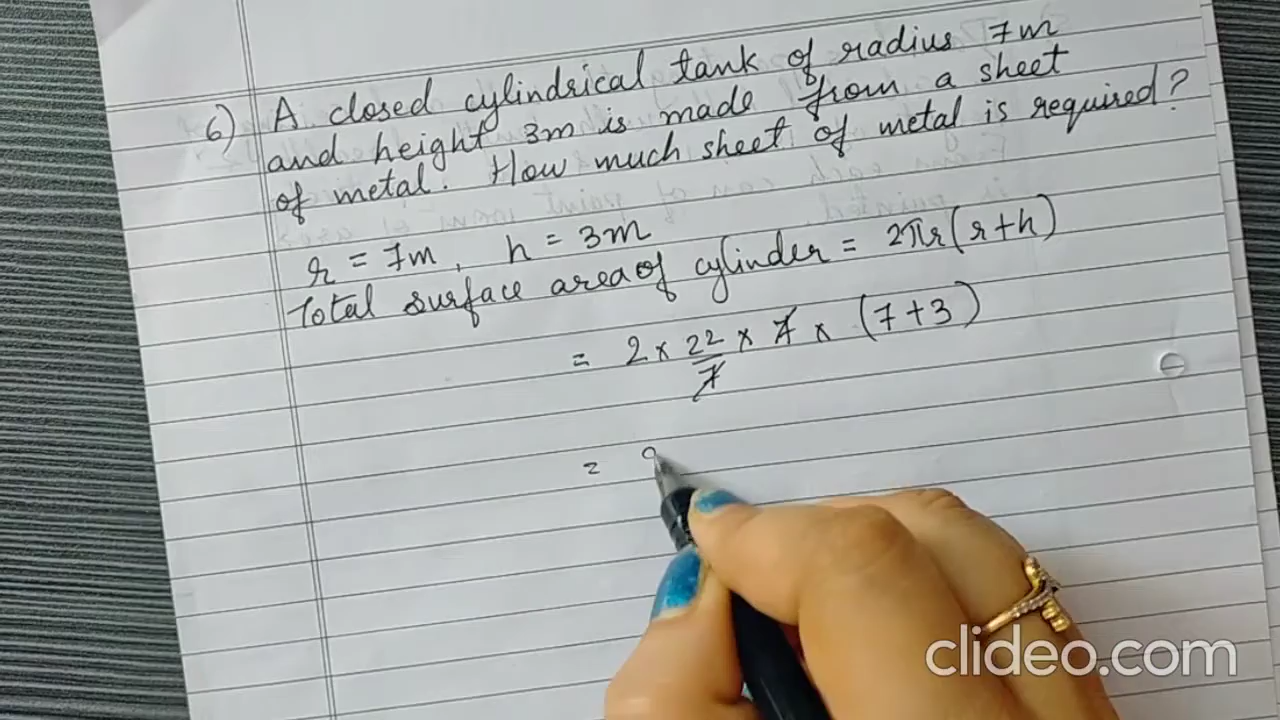 6) A closed cylindrical tank of radius 7m
and height 3m is made from a sheet
of metal. How much sheet of metal is required?
r = 7m, h = 3m
Total surface area of cylinder = 2πr(r+h)
= 2 × 22/7 × 7 × (7+3)
=
clideo.com